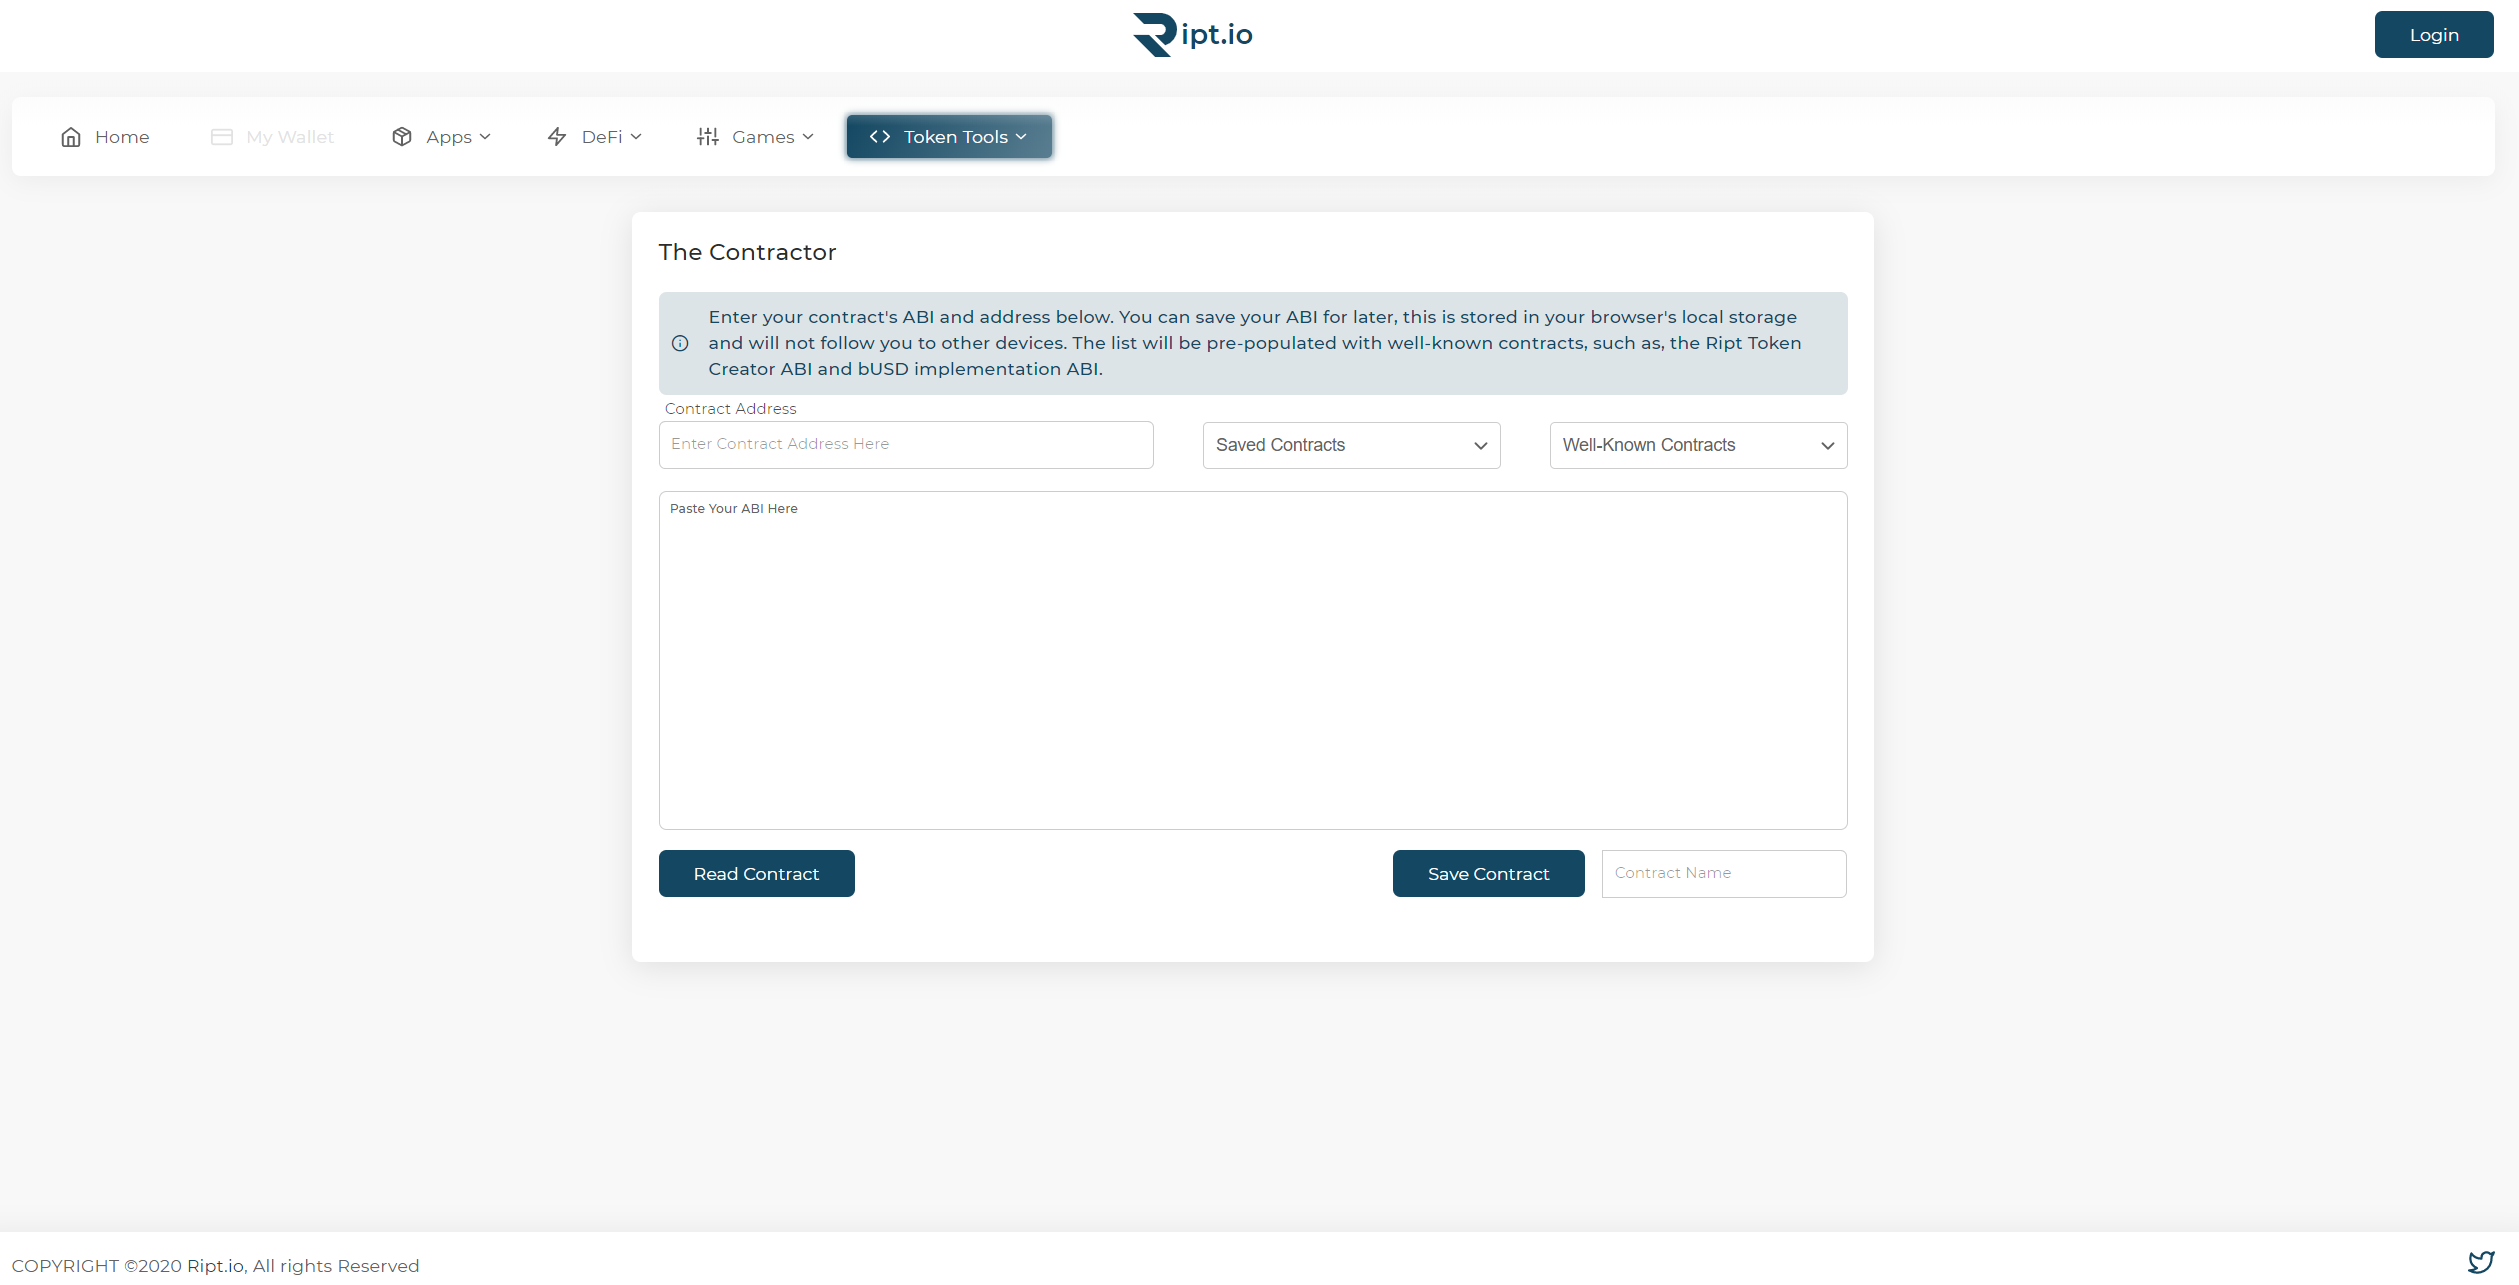 Ript.io
Login
Home
My Wallet
Apps
DeFi
Games
Token Tools
The Contractor
Enter your contract's ABI and address below. You can save your ABI for later, this is stored in your browser's local storage
and will not follow you to other devices. The list will be pre-populated with well-known contracts, such as, the Ript Token
Creator ABI and bUSD implementation ABI.
Contract Address
Enter Contract Address Here
Saved Contracts
Well-Known Contracts
Paste Your ABI Here
Read Contract
Save Contract
Contract Name
COPYRIGHT ©2020 Ript.io, All rights Reserved